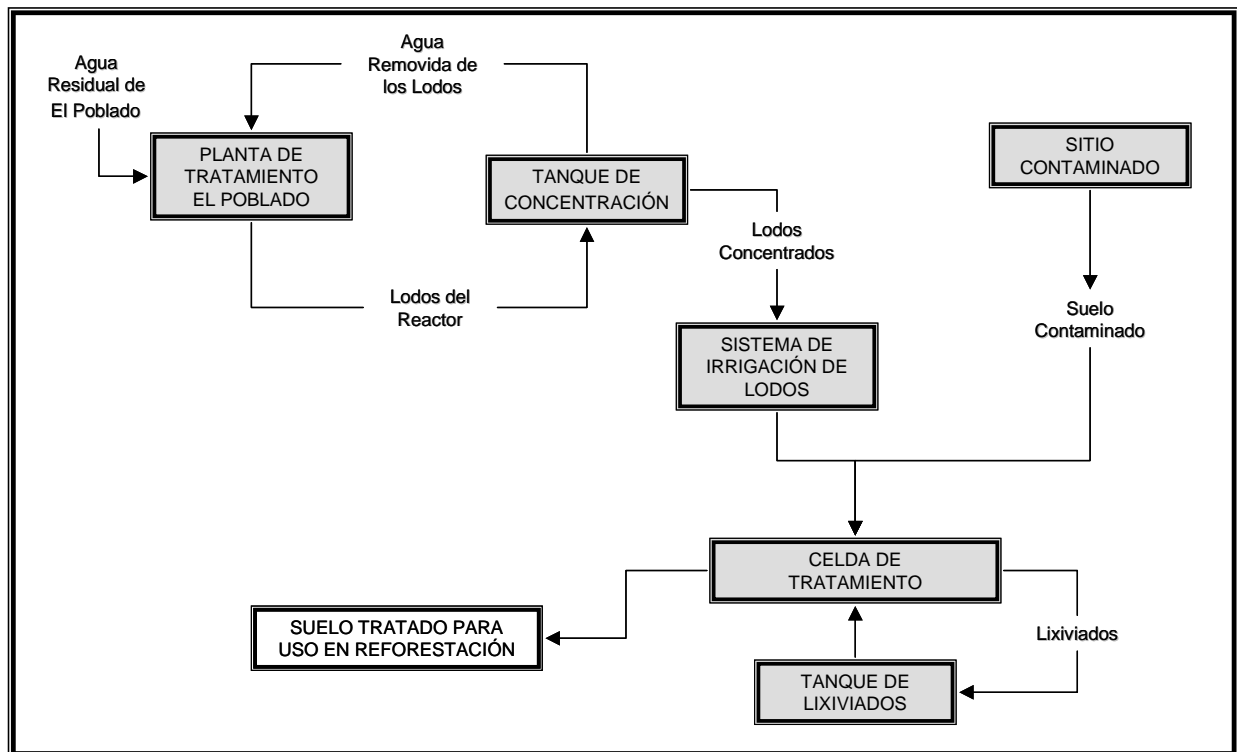 Agua
Residual de
El Poblado
Agua
Removida de
los Lodos
PLANTA DE
TRATAMIENTO
EL POBLADO
TANQUE DE
CONCENTRACIÓN
SITIO
CONTAMINADO
Lodos
Concentrados
Lodos del
Reactor
Suelo
Contaminado
SISTEMA DE
IRRIGACIÓN DE
LODOS
CELDA DE
TRATAMIENTO
SUELO TRATADO PARA
USO EN REFORESTACIÓN
Lixiviados
TANQUE DE
LIXIVIADOS